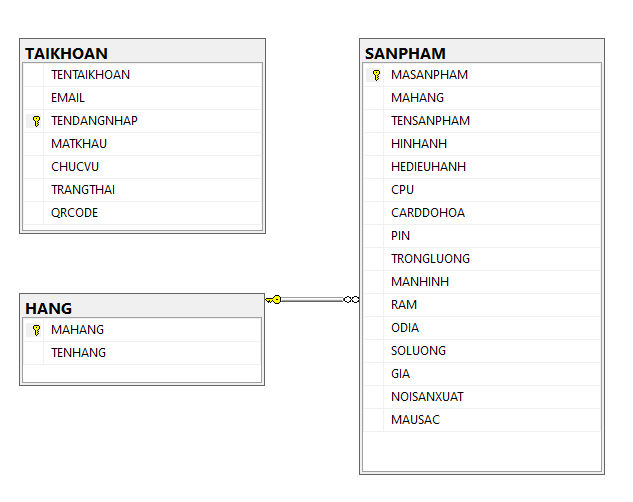 TAIKHOAN
TENTAIKHOAN
EMAIL
TENDANGNHAP
MATKHAU
CHUCVU
TRANGTHAI
QRCODE
HANG
MAHANG
TENHANG
SANPHAM
MASANPHAM
MAHANG
TENSANPHAM
HINHANH
HEDIEUHANH
CPU
CARDDOHOA
PIN
TRONGLUONG
MANHINH
RAM
ODIA
SOLUONG
GIA
NOISANXUAT
MAUSAC